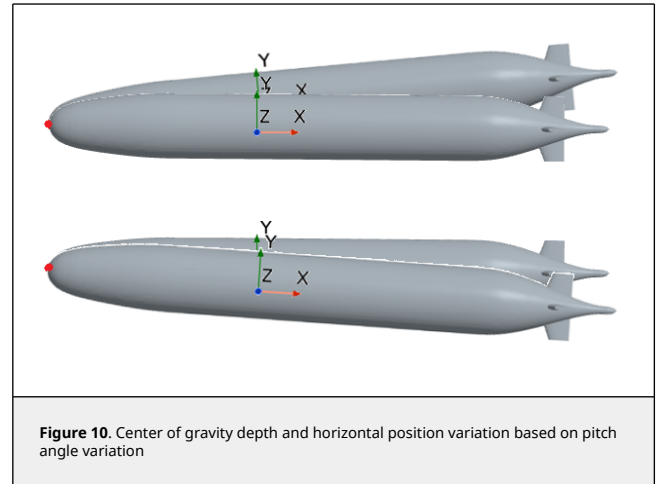 Y
Y
X
Z
X
Y
Y
Z
X
Figure 10. Center of gravity depth and horizontal position variation based on pitch
angle variation